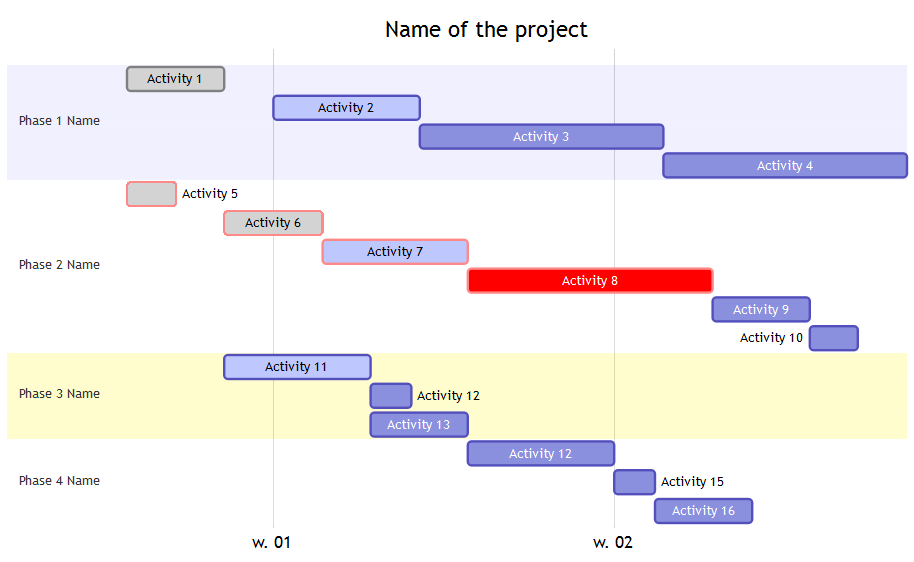 Name of the project
Activity 1
Activity 2
Phase 1 Name
Activity 3
Activity 4
Activity 5
Activity 6
Activity 7
Phase 2 Name
Activity 8
Activity 9
Activity 10
Activity 11
Phase 3 Name
Activity 12
Activity 13
Activity 12
Phase 4 Name
Activity 15
Activity 16
w. 01
w. 02